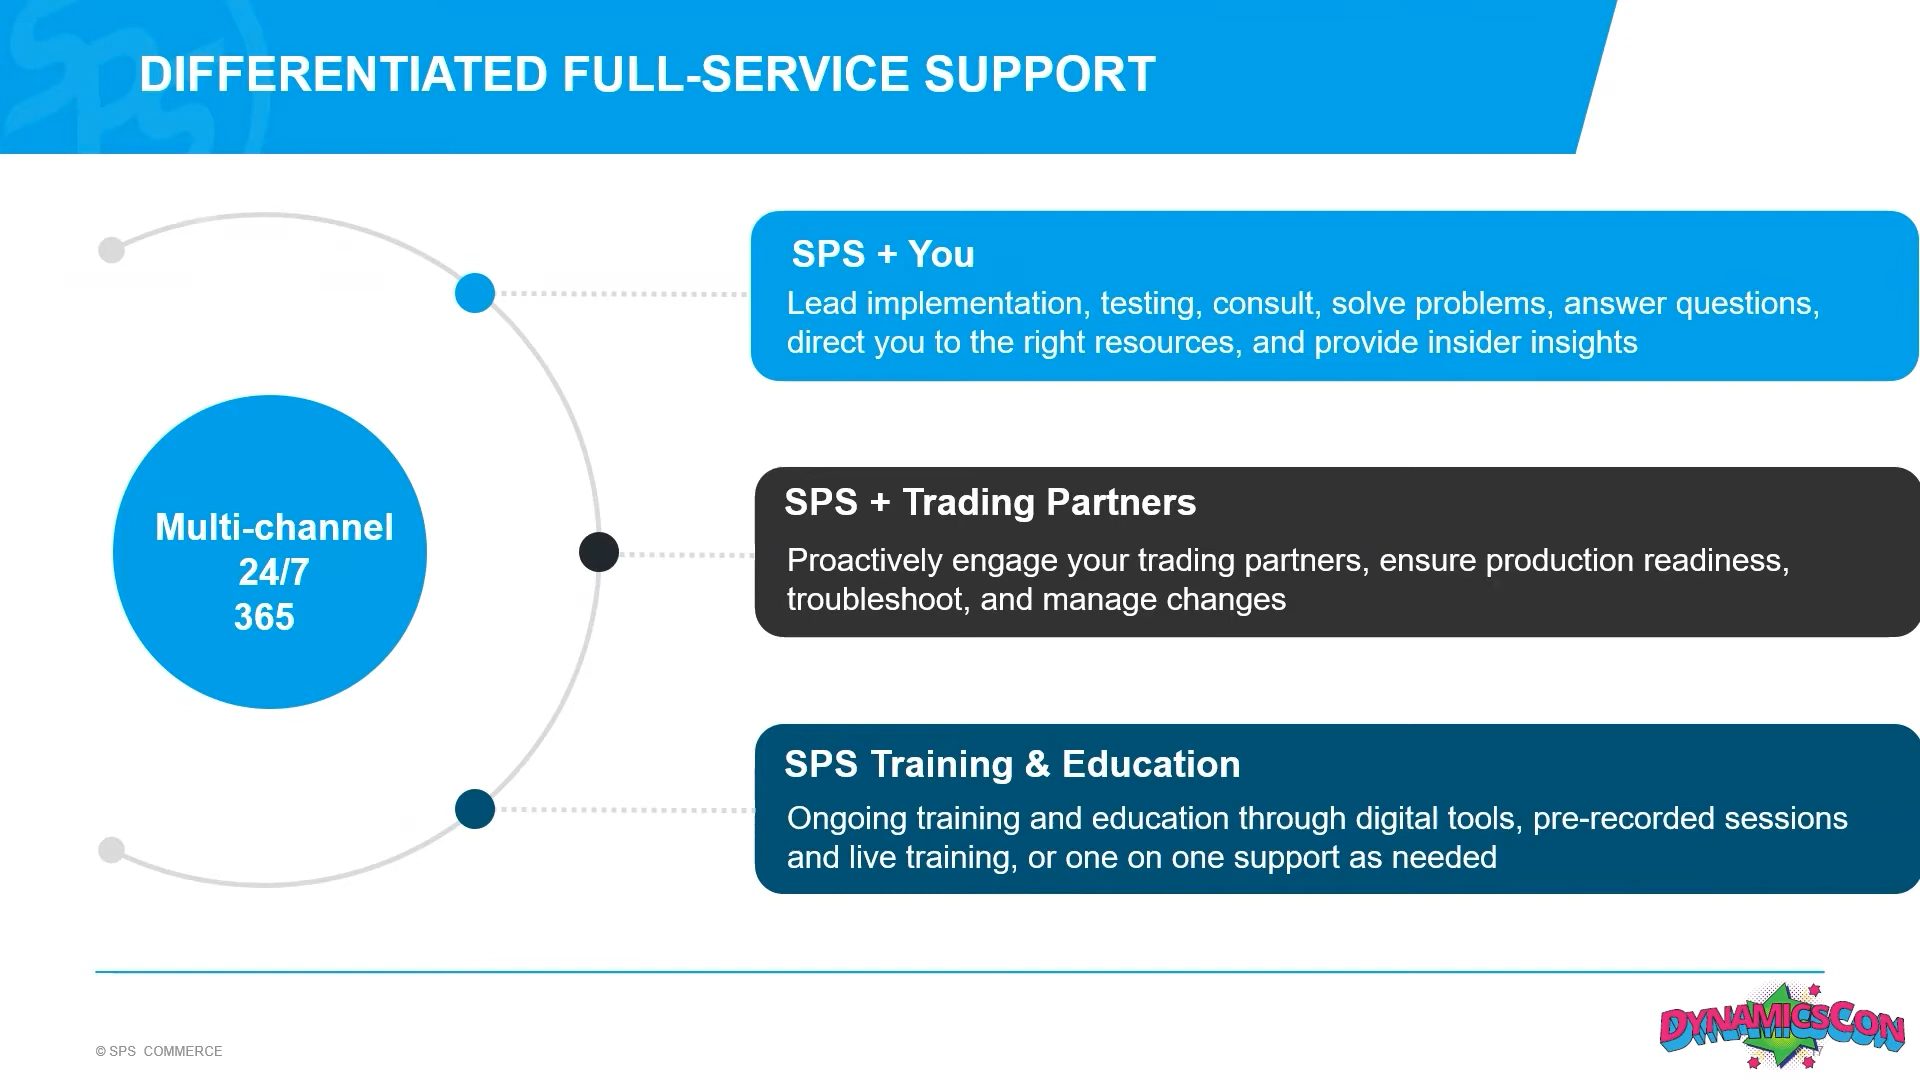 DIFFERENTIATED FULL-SERVICE SUPPORT
SPS + You
Lead implementation, testing, consult, solve problems, answer questions,
direct you to the right resources, and provide insider insights
Multi-channel
24/7
365
SPS + Trading Partners
Proactively engage your trading partners, ensure production readiness,
troubleshoot, and manage changes
SPS Training & Education
Ongoing training and education through digital tools, pre-recorded sessions
and live training, or one on one support as needed
© SPS COMMERCE
DYNAMICSCON